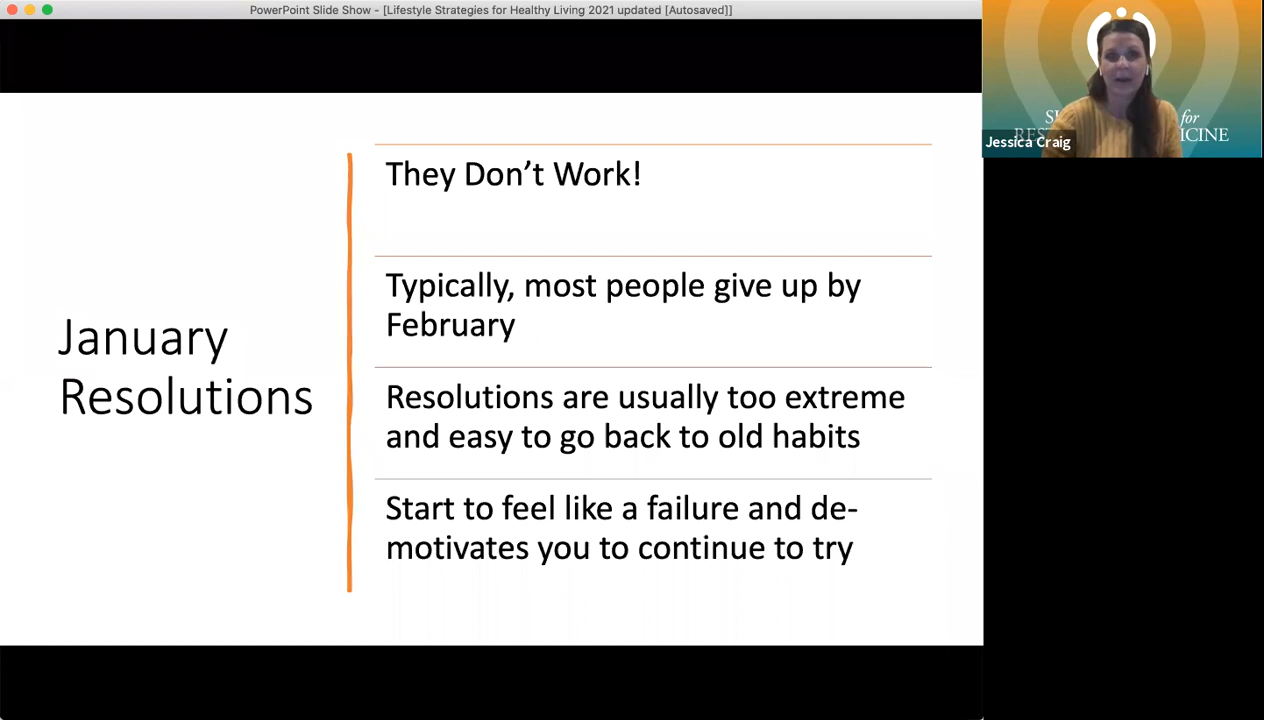 PowerPoint Slide Show - [Lifestyle Strategies for Healthy Living 2021 updated [Autosaved]]
January
Resolutions
They Don’t Work!
Typically, most people give up by
February
Resolutions are usually too extreme
and easy to go back to old habits
Start to feel like a failure and de-
motivates you to continue to try
for
Jessica Craig